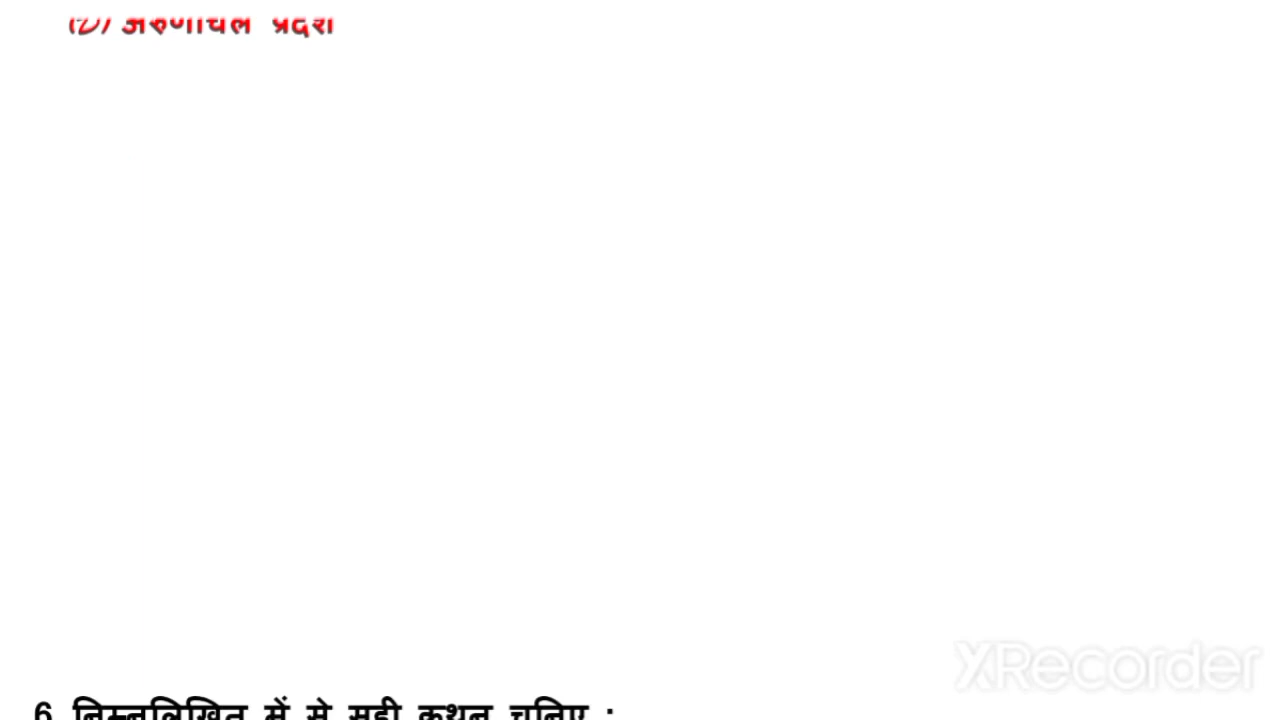 (D) अरुणाचल प्रदेश
XRecorder
6 निम्नलिखित में से सही कथन चुनिए :